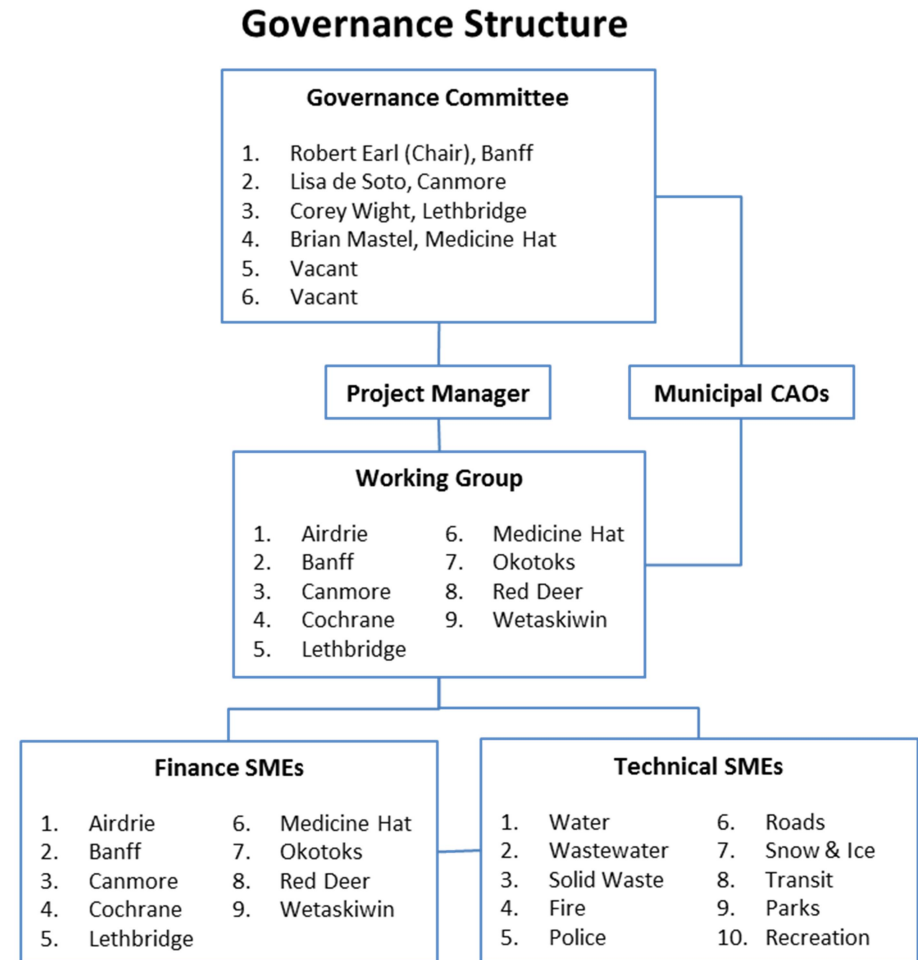 Governance Structure
Governance Committee
1. Robert Earl (Chair), Banff
2. Lisa de Soto, Canmore
3. Corey Wight, Lethbridge
4. Brian Mastel, Medicine Hat
5. Vacant
6. Vacant
Project Manager
Municipal CAOs
Working Group
1. Airdrie
2. Banff
3. Canmore
4. Cochrane
5. Lethbridge
6. Medicine Hat
7. Okotoks
8. Red Deer
9. Wetaskiwin
Finance SMEs
1. Airdrie
2. Banff
3. Canmore
4. Cochrane
5. Lethbridge
6. Medicine Hat
7. Okotoks
8. Red Deer
9. Wetaskiwin
Technical SMEs
1. Water
2. Wastewater
3. Solid Waste
4. Fire
5. Police
6. Roads
7. Snow & Ice
8. Transit
9. Parks
10. Recreation